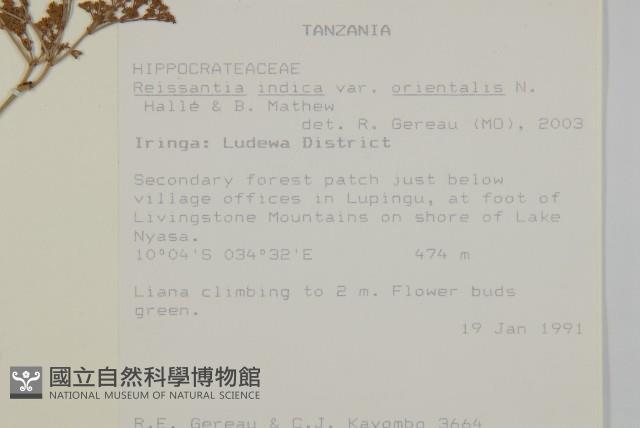 TANZANIA
HIPPOCRATEACEAE
Reissantia indica var. orientalis N.
Hallé & B. Mathew
det. R. Gereau (MO), 2003
Iringa: Ludewa District
Secondary forest patch just below
village offices in Lupingu, at foot of
Livingstone Mountains on shore of Lake
Nyasa.
10°04'S 034°32'E 474 m
Liana climbing to 2 m. Flower buds
green.
19 Jan 1991
國立自然科學博物館
NATIONAL MUSEUM OF NATURAL SCIENCE
R.E. Gereau & C.J. Kayombo 3664